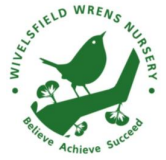 • WIVELSFIELD WRENS NURSERY •
Believe Achieve Succeed